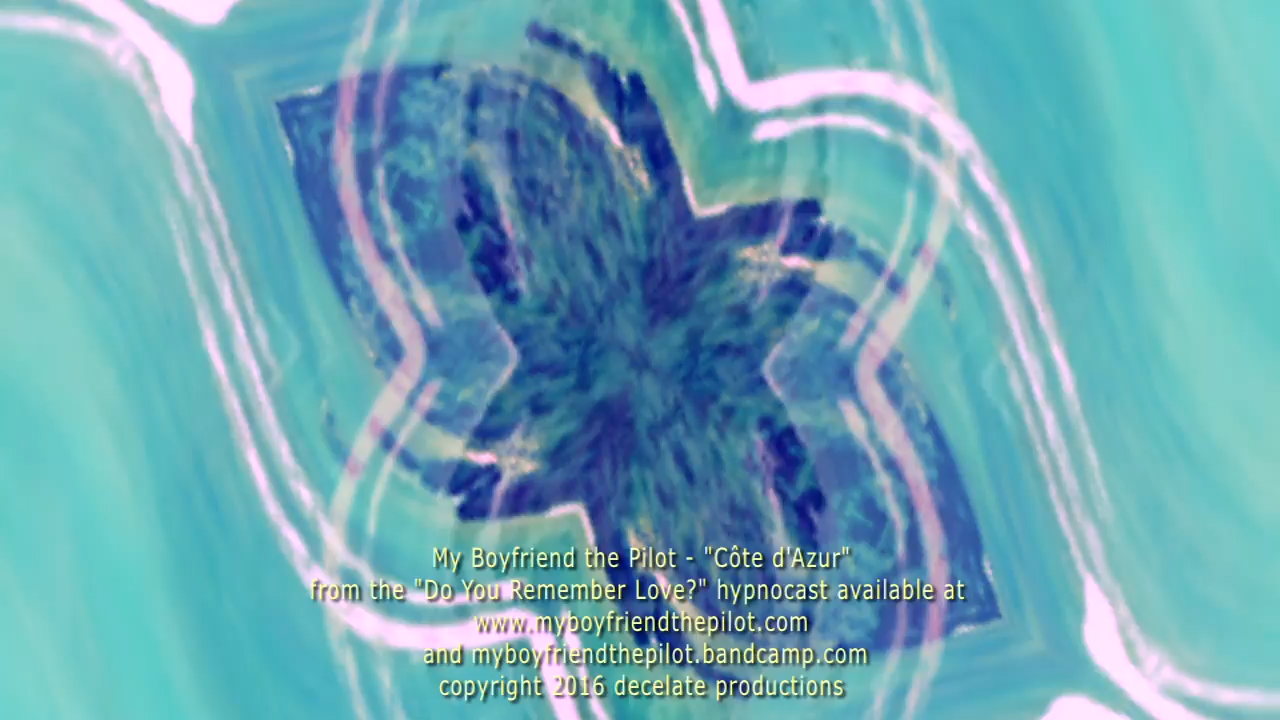 My Boyfriend the Pilot - "Côte d'Azur"
from the "Do You Remember Love?" hypnocast available at
www.myboyfriendthepilot.com
and myboyfriendthepilot.bandcamp.com
copyright 2016 decelate productions